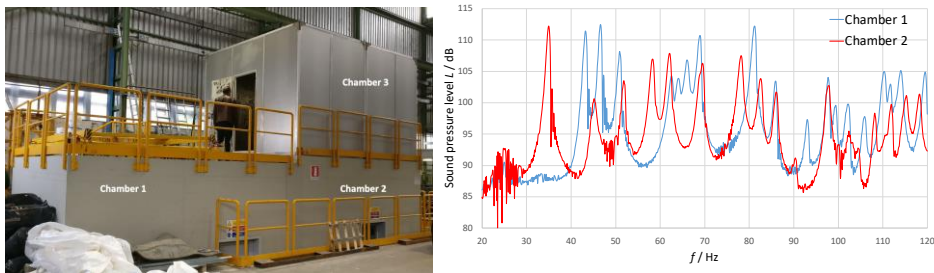 Chamber 3
Chamber 1
Chamber 2
Sound pressure level L / dB
115
110
105
100
95
90
85
80
20 30 40 50 60 70 80 90 100 110 120
f / Hz
Chamber 1
Chamber 2